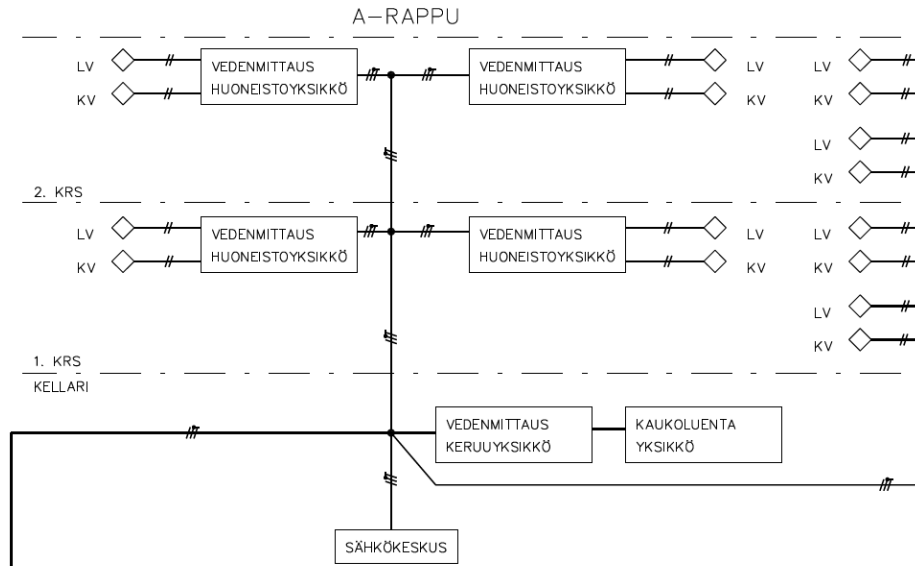 A-RAPPU
LV VEDENMITTAUS VEDENMITTAUS LV LV
KV HUONEISTOYKSIKKÖ HUONEISTOYKSIKKÖ KV KV
LV
KV
2. KRS
LV VEDENMITTAUS VEDENMITTAUS LV LV
KV HUONEISTOYKSIKKÖ HUONEISTOYKSIKKÖ KV KV
LV
KV
1. KRS
KELLARI
VEDENMITTAUS KAUKOLUENTA
KERUUYKSIKKÖ YKSIKKÖ
SÄHKÖKESKUS